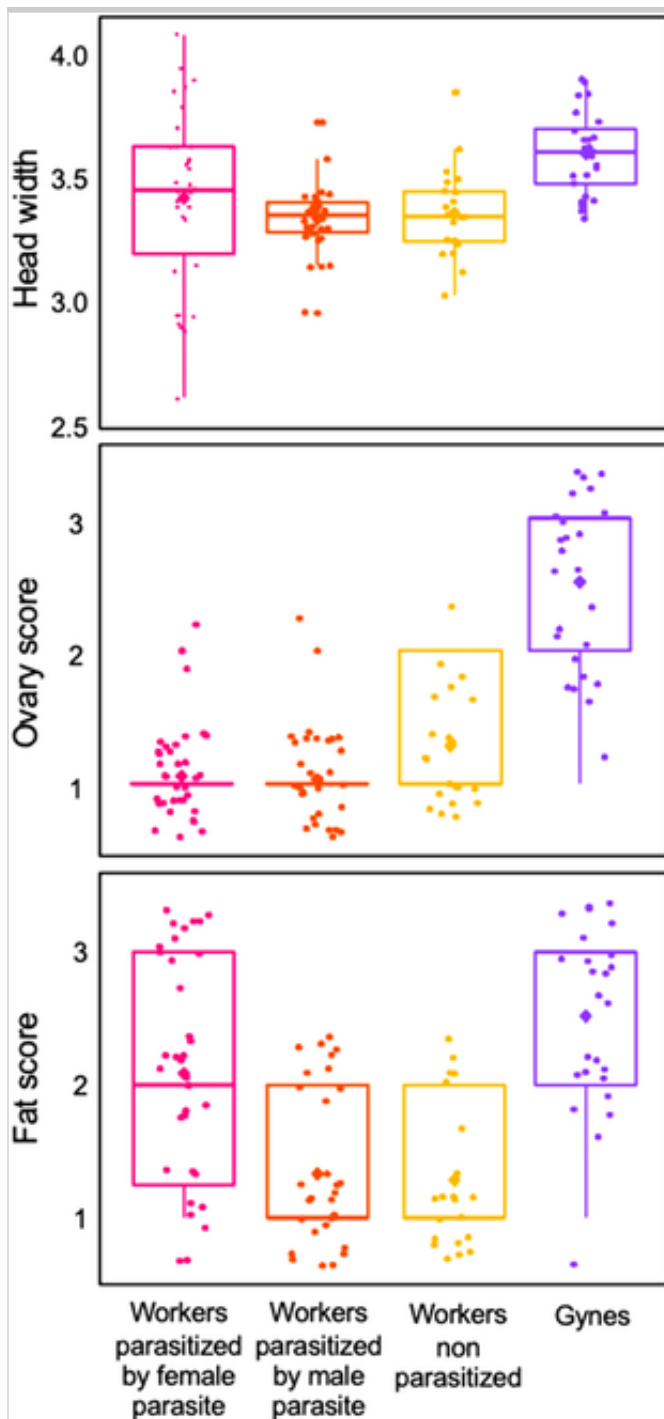 Head width
4.0
3.5
3.0
2.5
Ovary score
3
2
1
Fat score
3
2
1
Workers
parasitized
by female
parasite
Workers
parasitized
by male
parasite
Workers
non
parasitized
Gynes